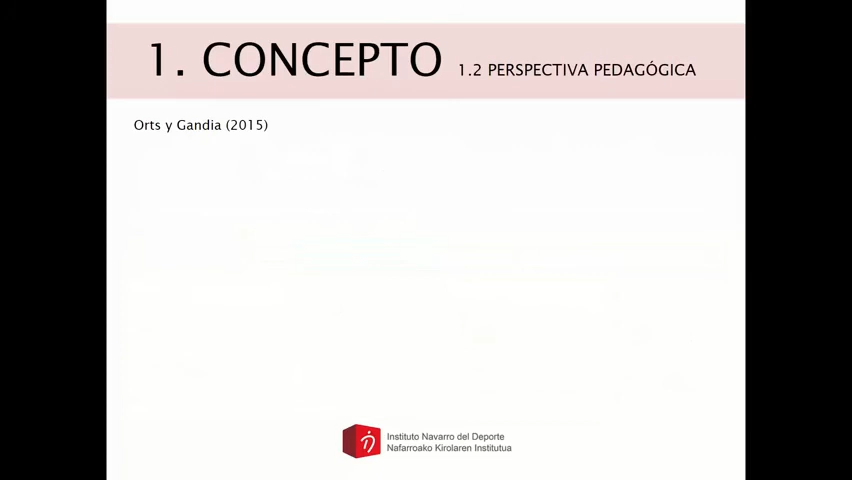 1. CONCEPTO 1.2 PERSPECTIVA PEDAGÓGICA
Orts y Gandia (2015)
Instituto Navarro del Deporte
Nafarroako Kirolaren Institutua